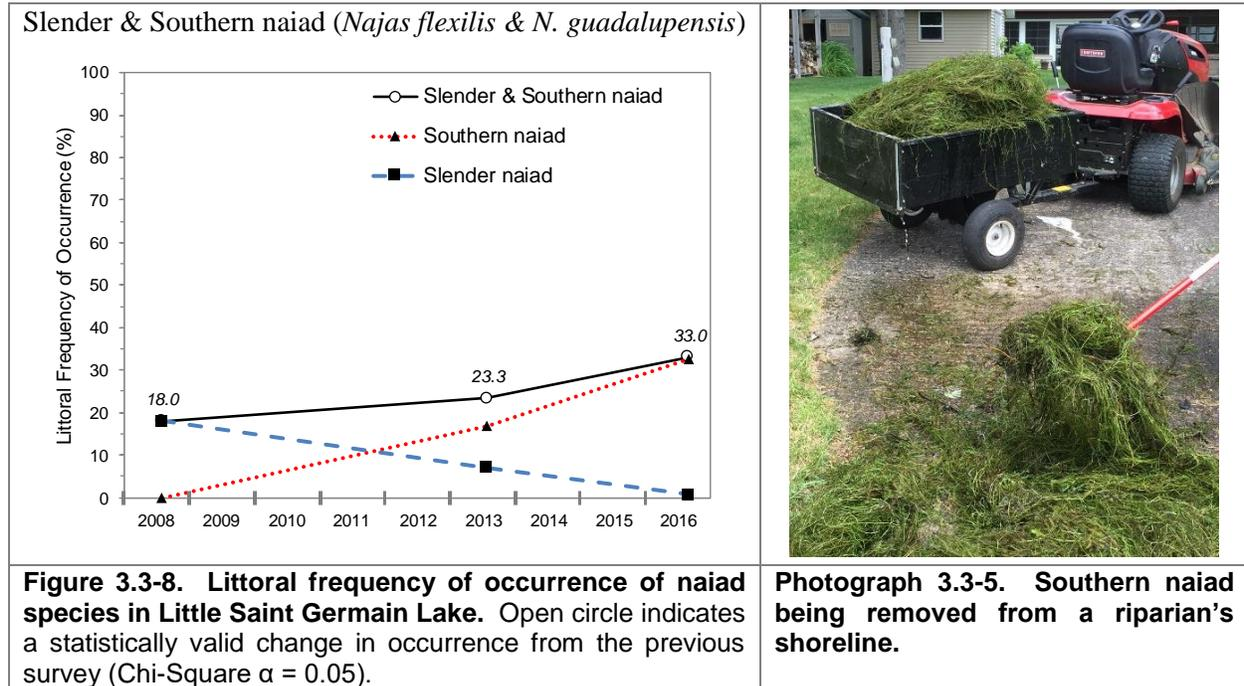 Slender & Southern naiad (Najas flexilis & N. guadalupensis)
100
90
80
70
60
50
40
30
20
10
0
Littoral Frequency of Occurrence (%)
Slender & Southern naiad
Southern naiad
Slender naiad
18.0
23.3
33.0
2008 2009 2010 2011 2012 2013 2014 2015 2016
Figure 3.3-8. Littoral frequency of occurrence of naiad
species in Little Saint Germain Lake. Open circle indicates
a statistically valid change in occurrence from the previous
survey (Chi-Square α = 0.05).
CRAFTSMAN
Photograph 3.3-5. Southern naiad
being removed from a riparian's
shoreline.